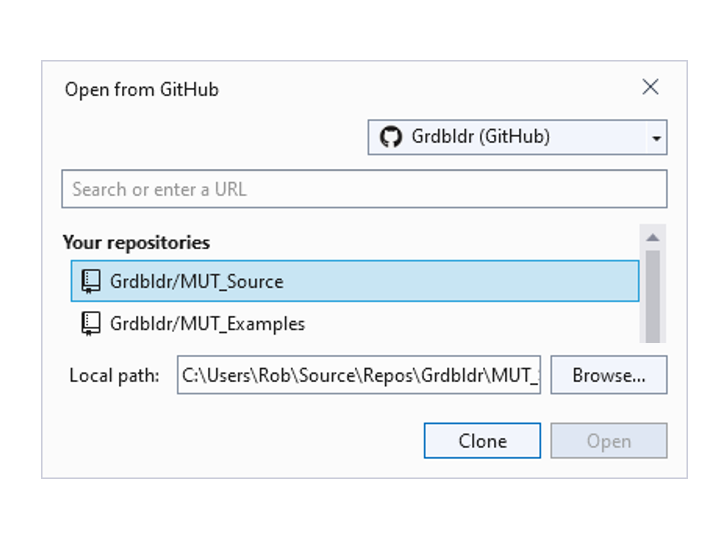 Open from GitHub
Grdbldr (GitHub)
Search or enter a URL
Your repositories
Grdbldr/MUT_Source
Grdbldr/MUT_Examples
Local path: C:\Users\Rob\Source\Repos\Grdbldr\MUT_ Browse...
Clone Open